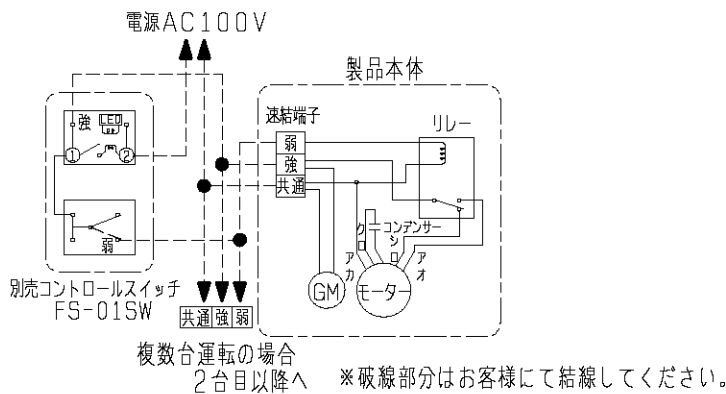 電源AC100V
製品本体
速結端子
リレー
強
LED
弱
強
① ②
共通
コンデンサー
クロ
シロ
アカ
アオ
弱
GM
モーター
別売コントロールスイッチ
FS-01SW
共通 強 弱
複数台運転の場合
2台目以降へ
※破線部分はお客様にて結線してください。